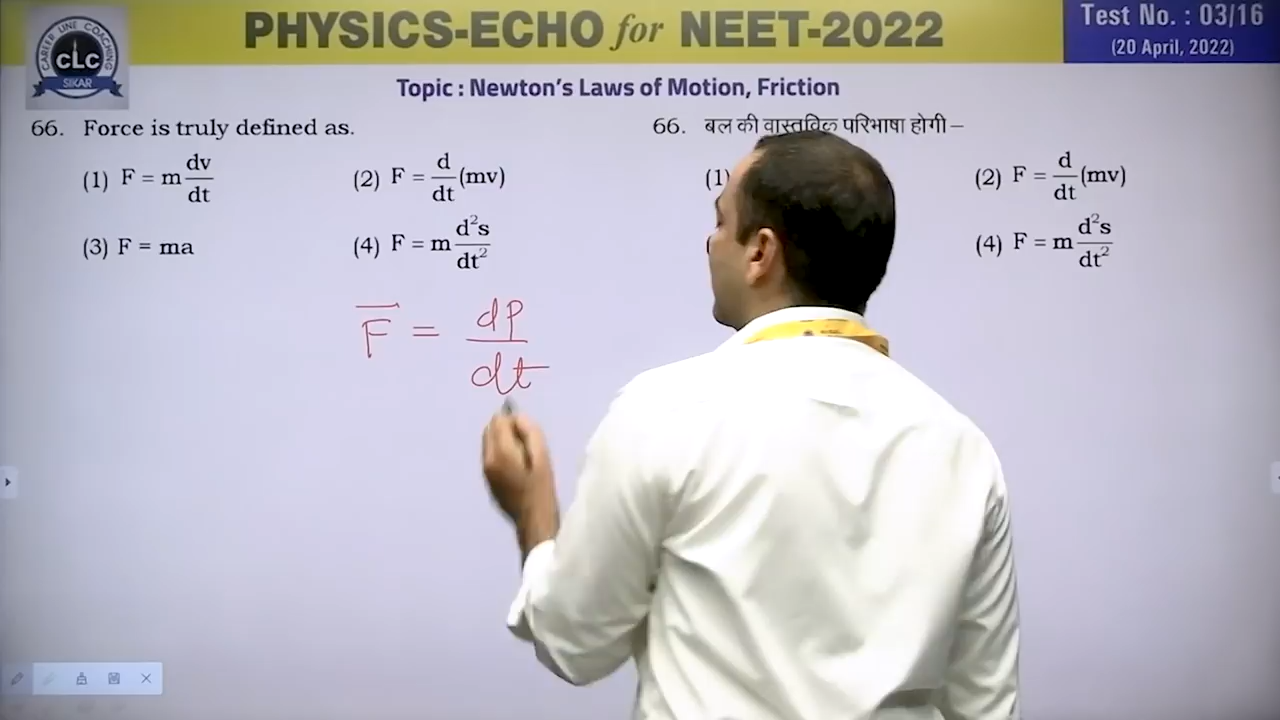 PHYSICS-ECHO for NEET-2022
Test No. : 03/16
(20 April, 2022)
CAREER LINE COACHING
CLC
SIKAR
Topic : Newton's Laws of Motion, Friction
66. Force is truly defined as.
(1) F = m dv/dt (2) F = d/dt (mv)
(3) F = ma (4) F = m d²s/dt²
66. बल की वास्तविक परिभाषा होगी –
(1) (2) F = d/dt (mv)
(4) F = m d²s/dt²
F̅ = dp/dt